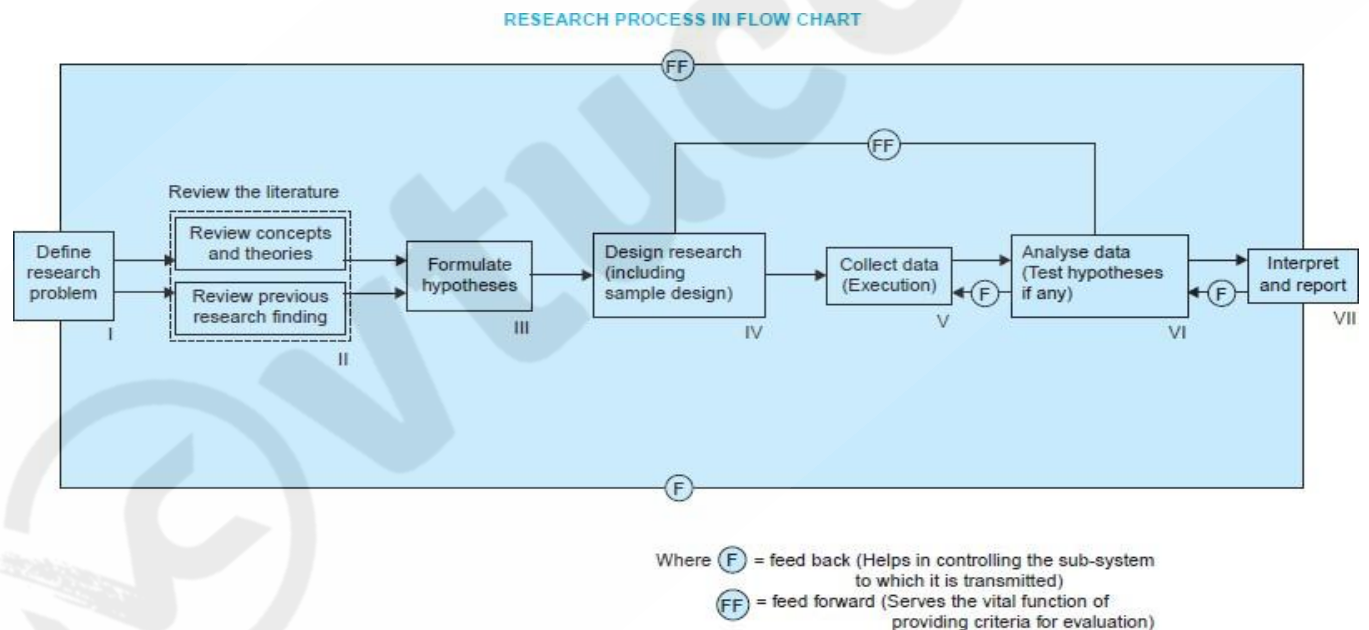 RESEARCH PROCESS IN FLOW CHART
FF
FF
Review the literature
Define
research
problem
I
Review concepts
and theories
Review previous
research finding
II
Formulate
hypotheses
III
Design research
(including
sample design)
IV
Collect data
(Execution)
V
F
Analyse data
(Test hypotheses
if any)
VI
F
Interpret
and report
VII
F
Where F = feed back (Helps in controlling the sub-system
to which it is transmitted)
FF = feed forward (Serves the vital function of
providing criteria for evaluation)
vtuc